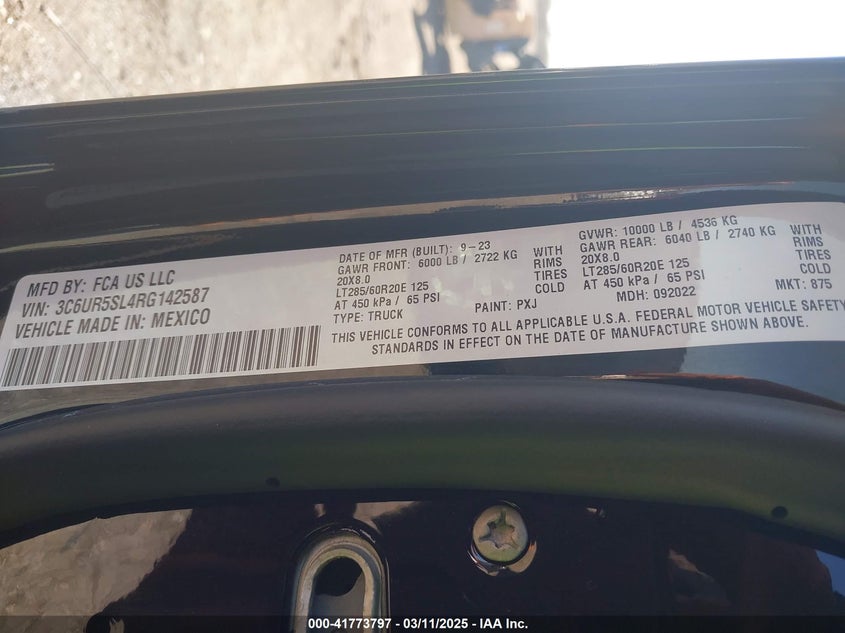 MFD BY: FCA US LLC
VIN: 3C6UR5SL4RG142587
VEHICLE MADE IN: MEXICO
DATE OF MFR (BUILT): 9-23
GAWR FRONT: 6000 LB / 2722 KG WITH
20X8.0 RIMS
LT285/60R20E 125 TIRES
AT 450 kPa / 65 PSI COLD
TYPE: TRUCK PAINT: PXJ
GVWR: 10000 LB / 4536 KG
GAWR REAR: 6040 LB / 2740 KG WITH
20X8.0 RIMS
LT285/60R20E 125 TIRES
AT 450 kPa / 65 PSI COLD
MDH: 092022 MKT: 875
THIS VEHICLE CONFORMS TO ALL APPLICABLE U.S.A. FEDERAL MOTOR VEHICLE SAFETY
STANDARDS IN EFFECT ON THE DATE OF MANUFACTURE SHOWN ABOVE.
000-41773797 - 03/11/2025 - IAA Inc.